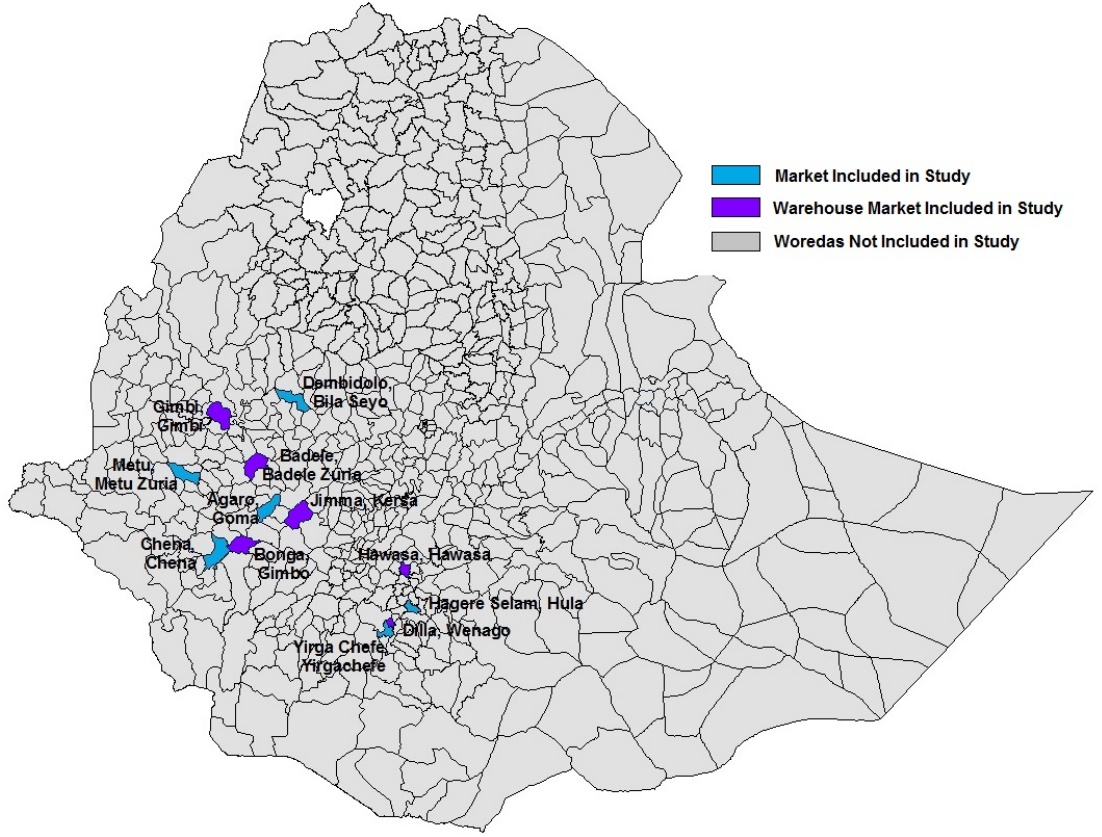 Market Included in Study
Warehouse Market Included in Study
Woredas Not Included in Study
Dembidolo,
Bila Seyo
Gimbi,
Gimbi
Badele,
Badele Zuria
Metu,
Metu Zuria
Agaro,
Goma
Jimma, Kersa
Chena,
Chena
Bonga,
Gimbo
Hawasa, Hawasa
Hagere Selam, Hula
Dilla, Wenago
Yirga Chefe,
Yirgachefe